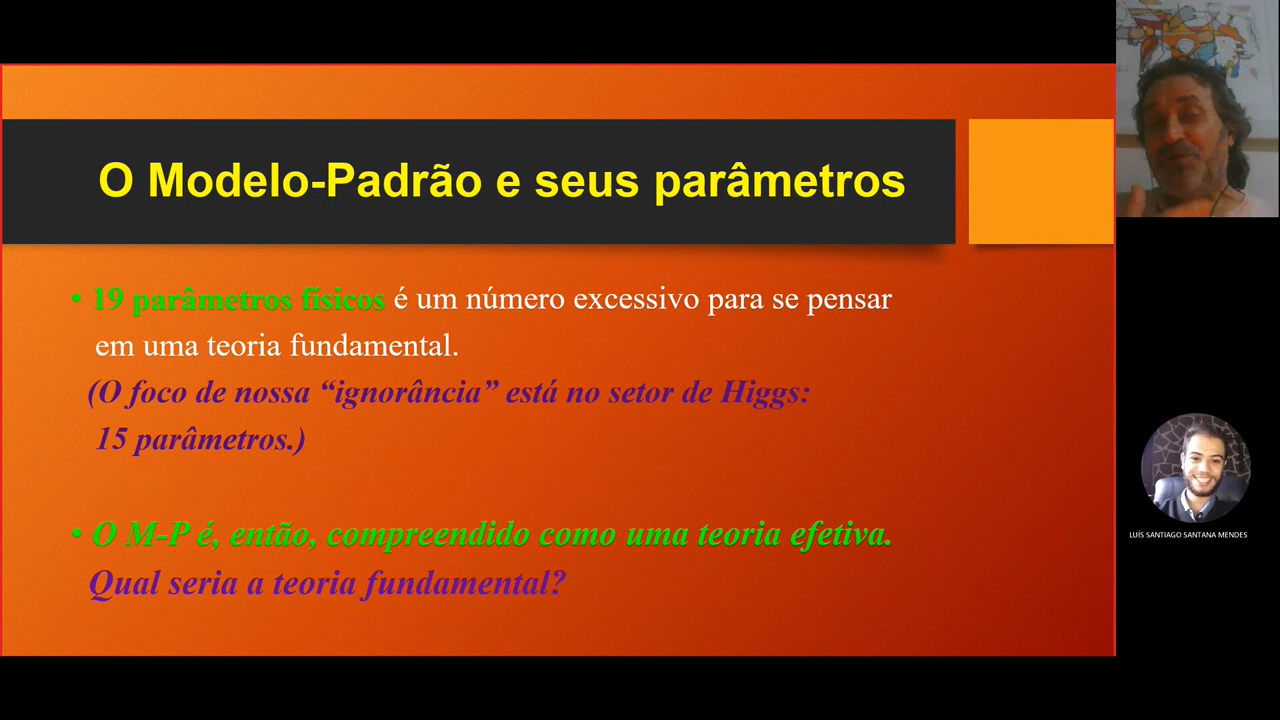 O Modelo-Padrão e seus parâmetros
• 19 parâmetros físicos é um número excessivo para se pensar
em uma teoria fundamental.
(O foco de nossa “ignorância” está no setor de Higgs:
15 parâmetros.)
• O M-P é, então, compreendido como uma teoria efetiva.
Qual seria a teoria fundamental?
LUÍS SANTIAGO SANTANA MENDES